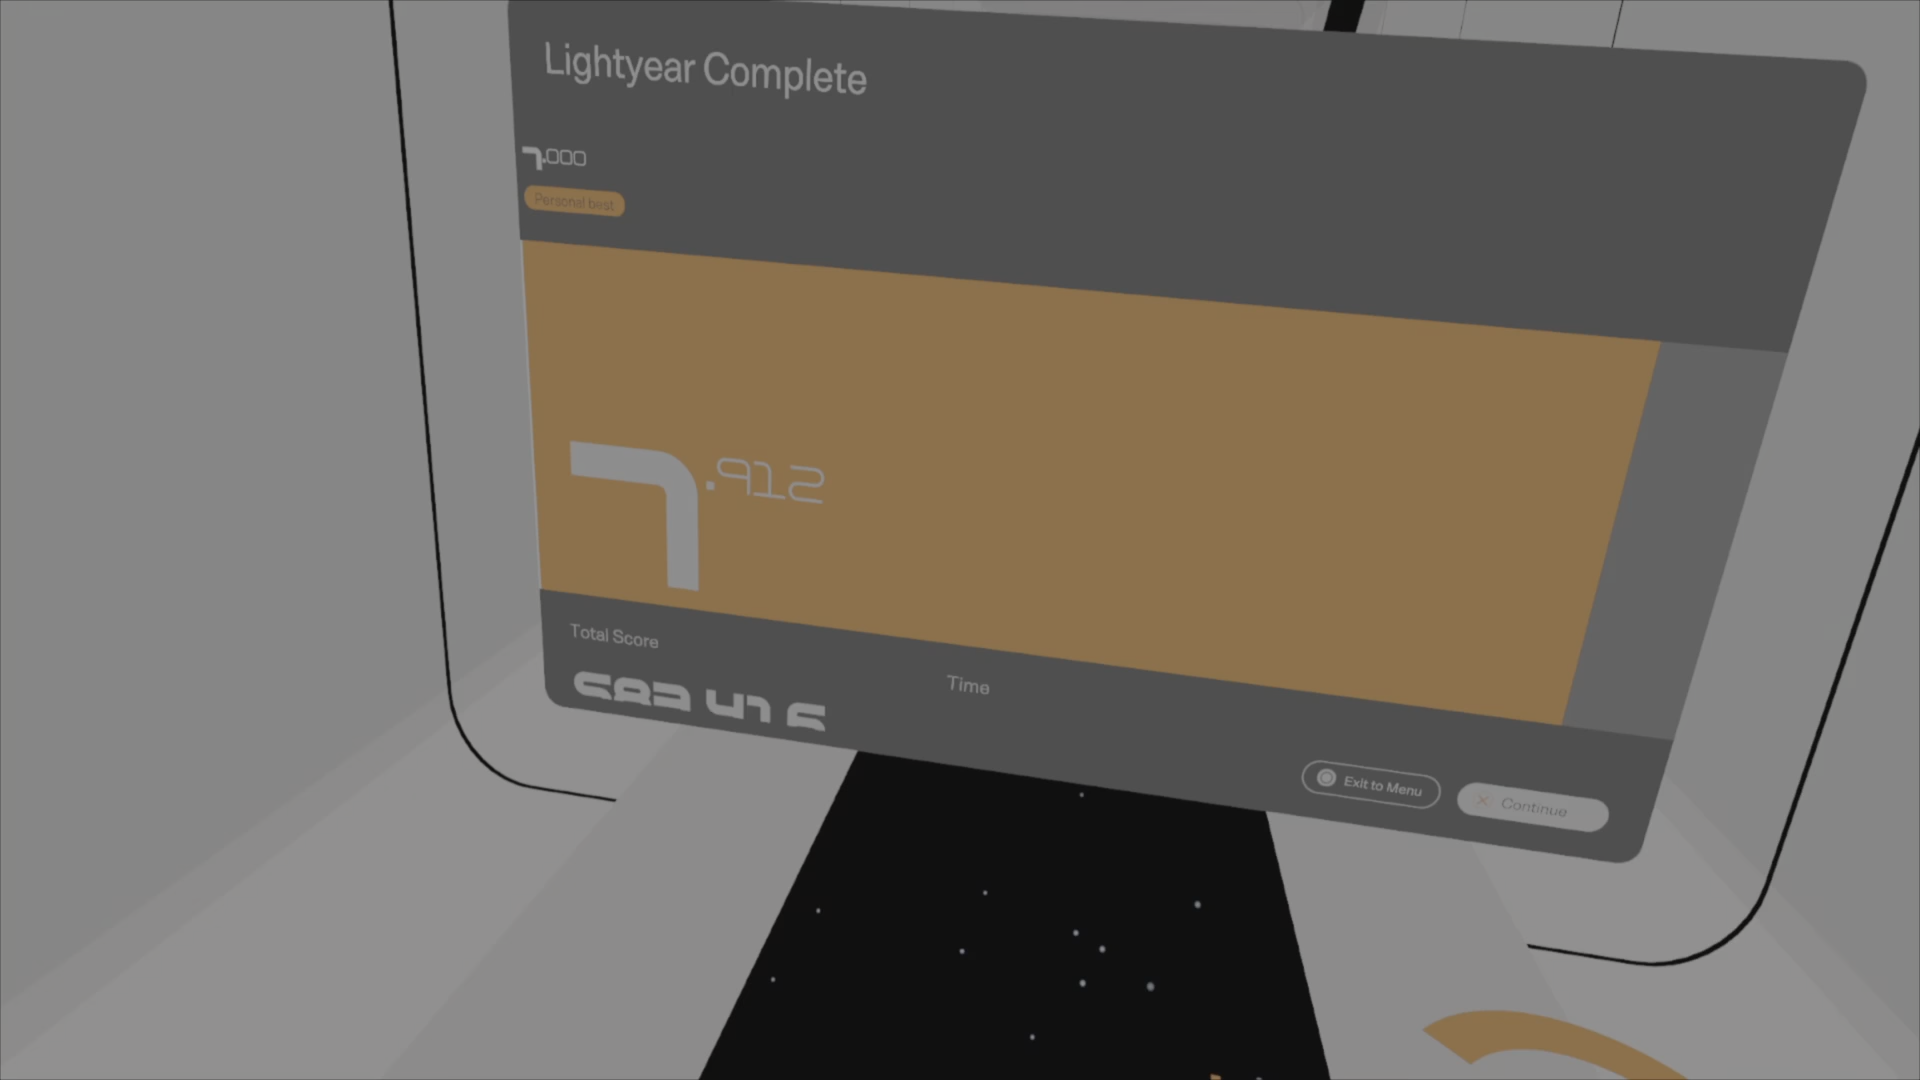 Lightyear Complete
7.000
Personal best
7.912
Total Score
Time
Exit to Menu
Continue